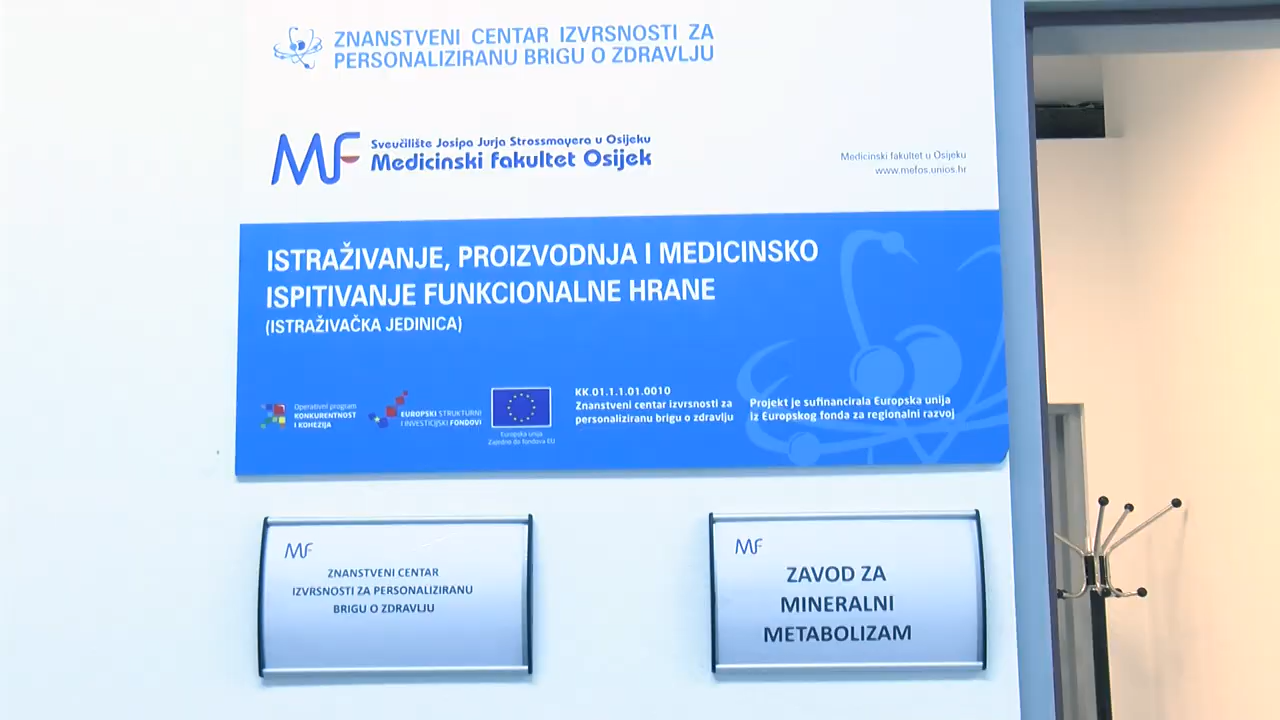 ZNANSTVENI CENTAR IZVRSNOSTI ZA
PERSONALIZIRANU BRIGU O ZDRAVLJU
MF
Sveučilište Josipa Jurja Strossmayera u Osijeku
Medicinski fakultet Osijek
Medicinski fakultet u Osijeku
www.mefos.unios.hr
ISTRAŽIVANJE, PROIZVODNJA I MEDICINSKO
ISPITIVANJE FUNKCIONALNE HRANE
(ISTRAŽIVAČKA JEDINICA)
Operativni program
KONKURENTNOST
I KOHEZIJA
EUROPSKI STRUKTURNI
I INVESTICIJSKI FONDOVI
Europska unija
Zajedno do fondova EU
KK.01.1.1.01.0010
Znanstveni centar izvrsnosti za
personaliziranu brigu o zdravlju
Projekt je sufinancirala Europska unija
iz Europskog fonda za regionalni razvoj
MF
ZNANSTVENI CENTAR
IZVRSNOSTI ZA PERSONALIZIRANU
BRIGU O ZDRAVLJU
MF
ZAVOD ZA
MINERALNI
METABOLIZAM